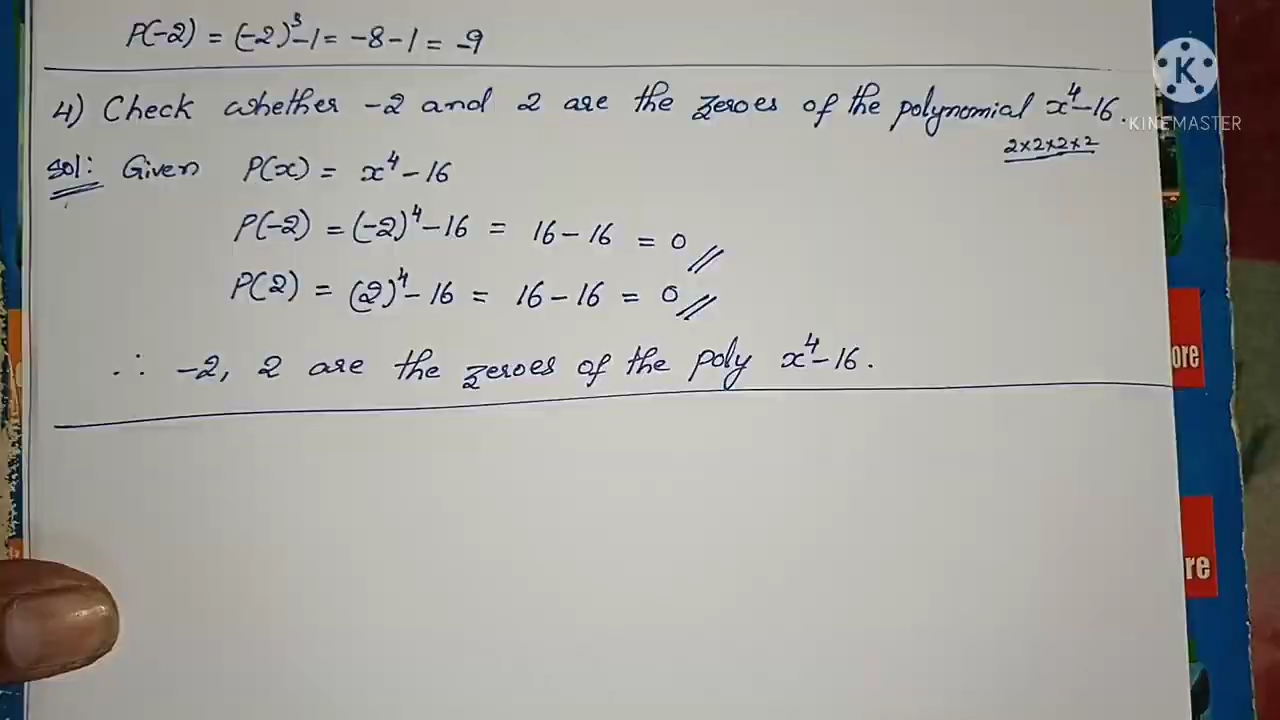 P(-2) = (-2)³-1 = -8-1 = -9
K
KINEMASTER
4) Check whether -2 and 2 are the zeroes of the polynomial x⁴-16.
2×2×2×2
Sol: Given P(x) = x⁴-16
P(-2) = (-2)⁴-16 = 16-16 = 0//
P(2) = (2)⁴-16 = 16-16 = 0//
∴ -2, 2 are the zeroes of the poly x⁴-16.
ore
re